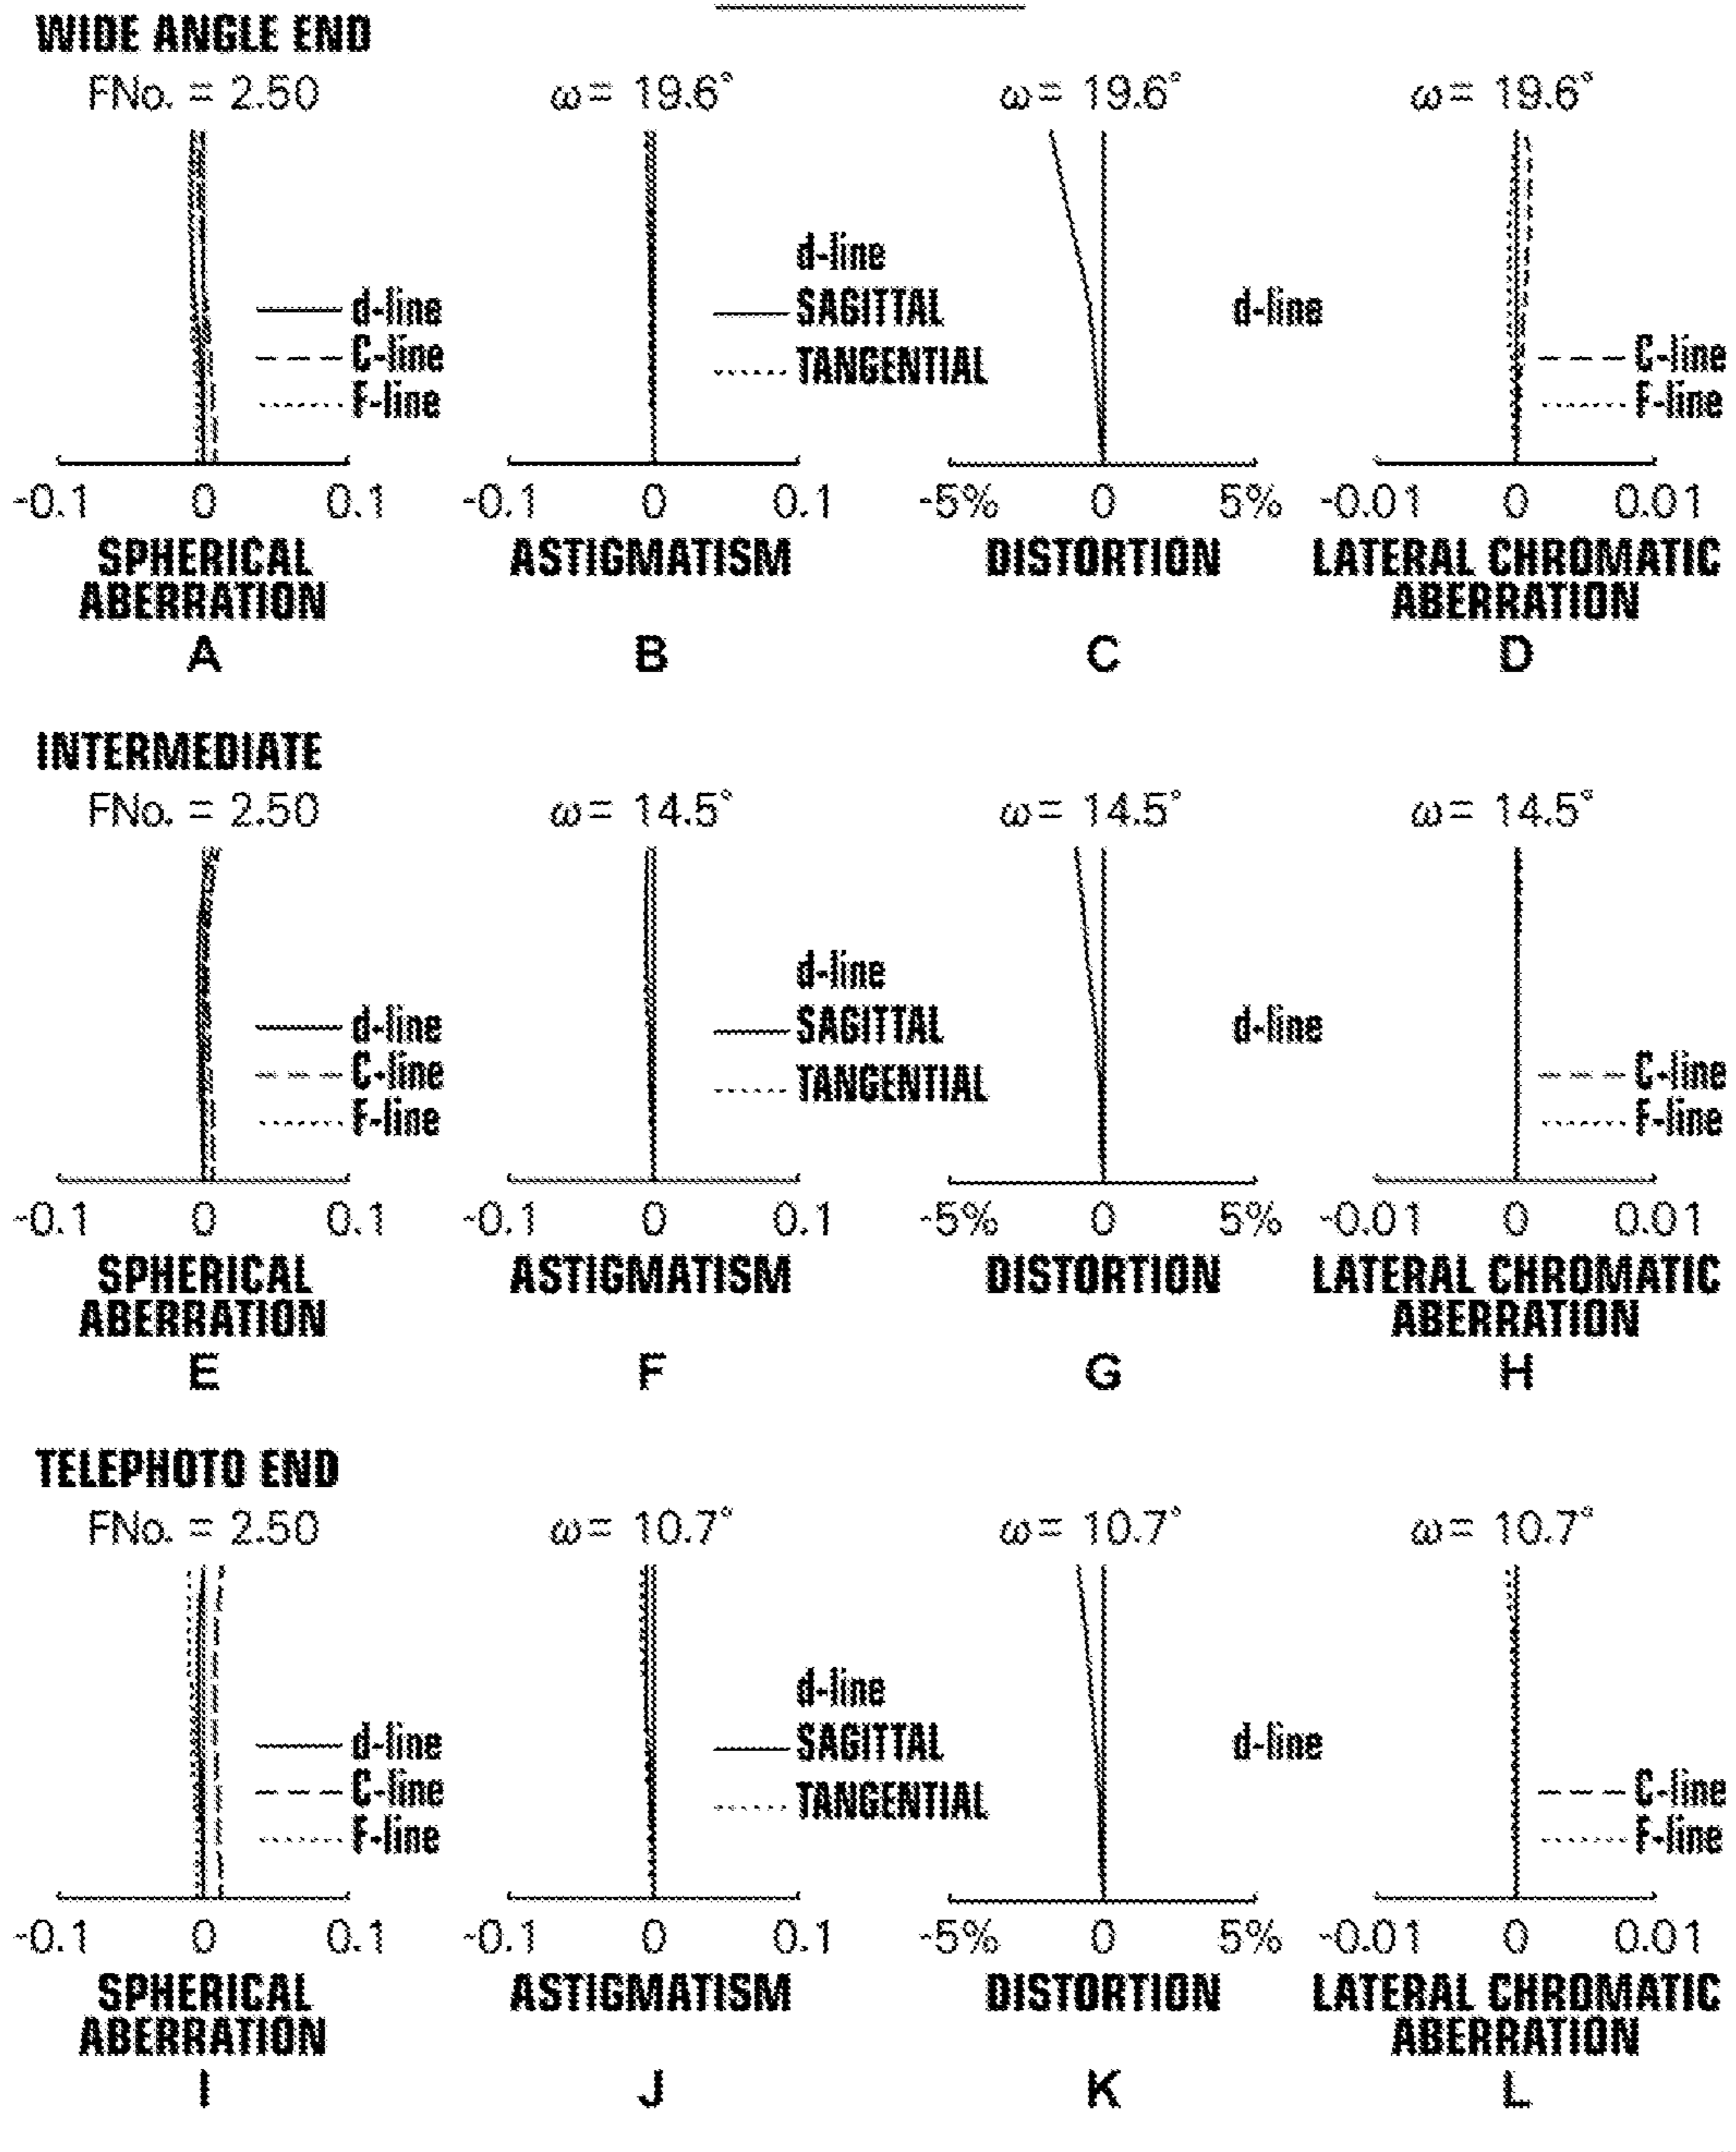 WIDE ANGLE END
FNo. = 2.50
ω = 19.6°
ω = 19.6°
ω = 19.6°
d-line
C-line
F-line
d-line
SAGITTAL
TANGENTIAL
d-line
C-line
F-line
-0.1 0 0.1
-0.1 0 0.1
-5% 0 5%
-0.01 0 0.01
SPHERICAL
ABERRATION
ASTIGMATISM
DISTORTION
LATERAL CHROMATIC
ABERRATION
A
B
C
D
INTERMEDIATE
FNo. = 2.50
ω = 14.5°
ω = 14.5°
ω = 14.5°
d-line
C-line
F-line
d-line
SAGITTAL
TANGENTIAL
d-line
C-line
F-line
-0.1 0 0.1
-0.1 0 0.1
-5% 0 5%
-0.01 0 0.01
SPHERICAL
ABERRATION
ASTIGMATISM
DISTORTION
LATERAL CHROMATIC
ABERRATION
E
F
G
H
TELEPHOTO END
FNo. = 2.50
ω = 10.7°
ω = 10.7°
ω = 10.7°
d-line
C-line
F-line
d-line
SAGITTAL
TANGENTIAL
d-line
C-line
F-line
-0.1 0 0.1
-0.1 0 0.1
-5% 0 5%
-0.01 0 0.01
SPHERICAL
ABERRATION
ASTIGMATISM
DISTORTION
LATERAL CHROMATIC
ABERRATION
I
J
K
L